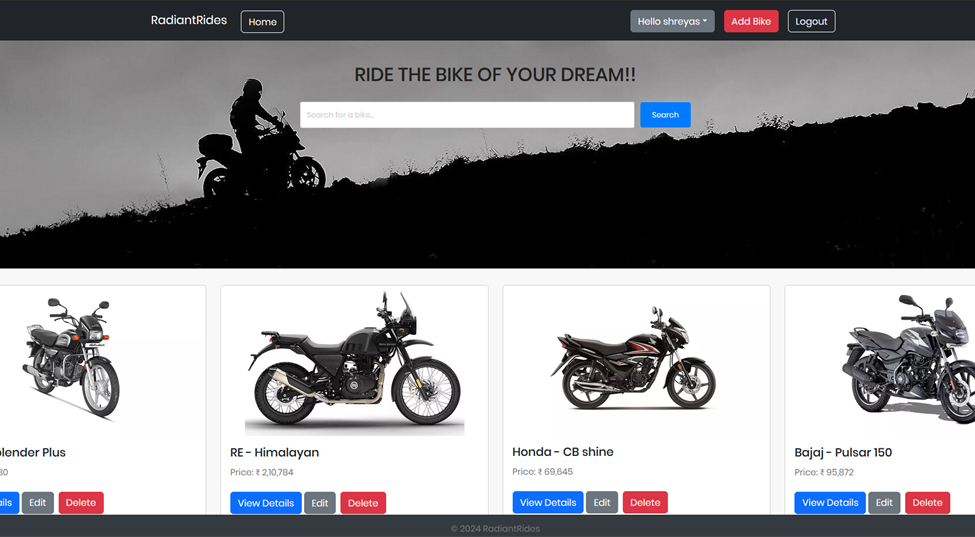 RadiantRides
Home
Hello shreyas
Add Bike
Logout
RIDE THE BIKE OF YOUR DREAM!!
Search for a bike...
Search
lender Plus
30
ails
Edit
Delete
RE - Himalayan
Price: ₹ 2,10,784
View Details
Edit
Delete
Honda - CB shine
Price: ₹ 69,645
View Details
Edit
Delete
Bajaj - Pulsar 150
Price: ₹ 95,872
View Details
Edit
Delete
© 2024 RadiantRides